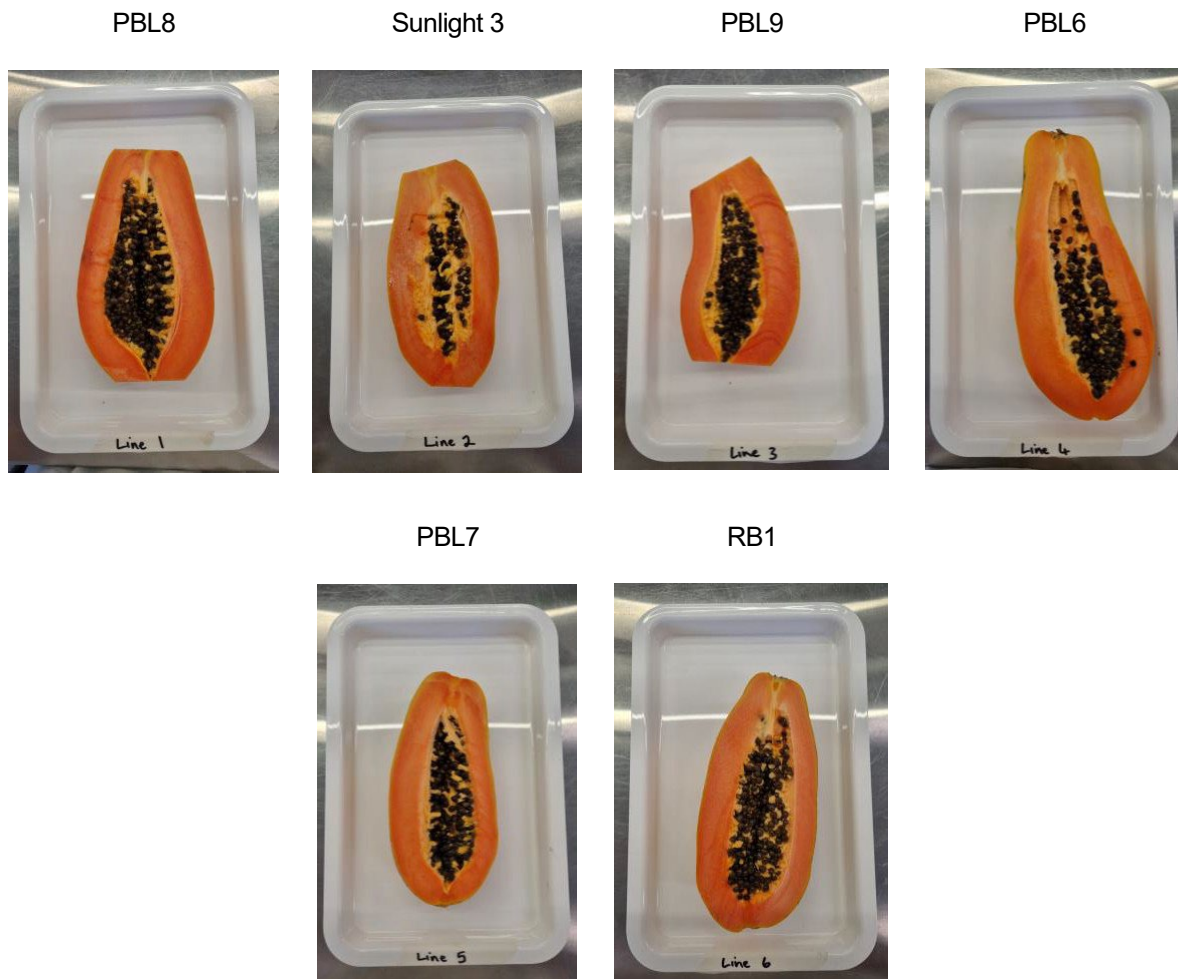 PBL8
Sunlight 3
PBL9
PBL6
Line 1
Line 2
Line 3
Line 4
PBL7
RB1
Line 5
Line 6